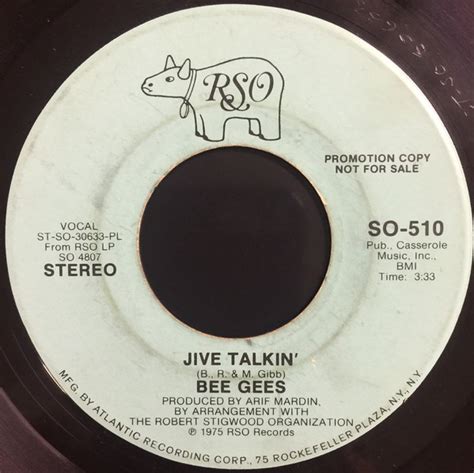 RSO
PROMOTION COPY
NOT FOR SALE
VOCAL
ST-SO-30633-PL
From RSO LP
SO 4807
STEREO
SO-510
Pub., Casserole
Music, Inc.,
BMI
Time: 3:33
JIVE TALKIN'
(B., R. & M. Gibb)
BEE GEES
PRODUCED BY ARIF MARDIN,
BY ARRANGEMENT WITH
THE ROBERT STIGWOOD ORGANIZATION
℗ 1975 RSO Records
MFG. BY ATLANTIC RECORDING CORP., 75 ROCKEFELLER PLAZA, N.Y., N.Y.